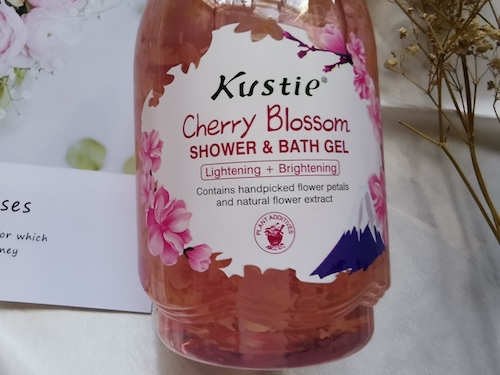 Kustie®
Cherry Blossom
SHOWER & BATH GEL
Lightening + Brightening
Contains handpicked flower petals
and natural flower extract
PLANT ADDITIVES
ses
or which
ney